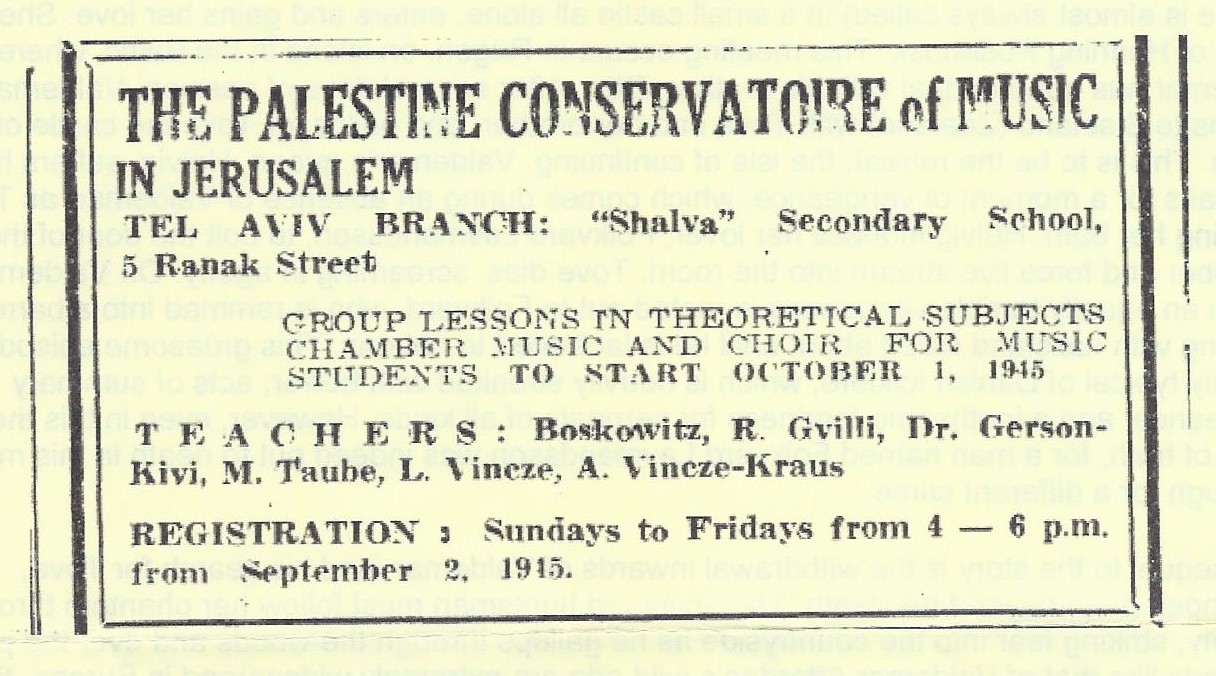 THE PALESTINE CONSERVATOIRE of MUSIC
IN JERUSALEM
TEL AVIV BRANCH: “Shalva” Secondary School,
5 Ranak Street
GROUP LESSONS IN THEORETICAL SUBJECTS
CHAMBER MUSIC AND CHOIR FOR MUSIC
STUDENTS TO START OCTOBER 1, 1945
TEACHERS: Boskowitz, R. Gyilli, Dr. Gerson-
Kivi, M. Taube, L. Vincze, A. Vincze-Kraus
REGISTRATION : Sundays to Fridays from 4 — 6 p.m.
from September 2, 1945.